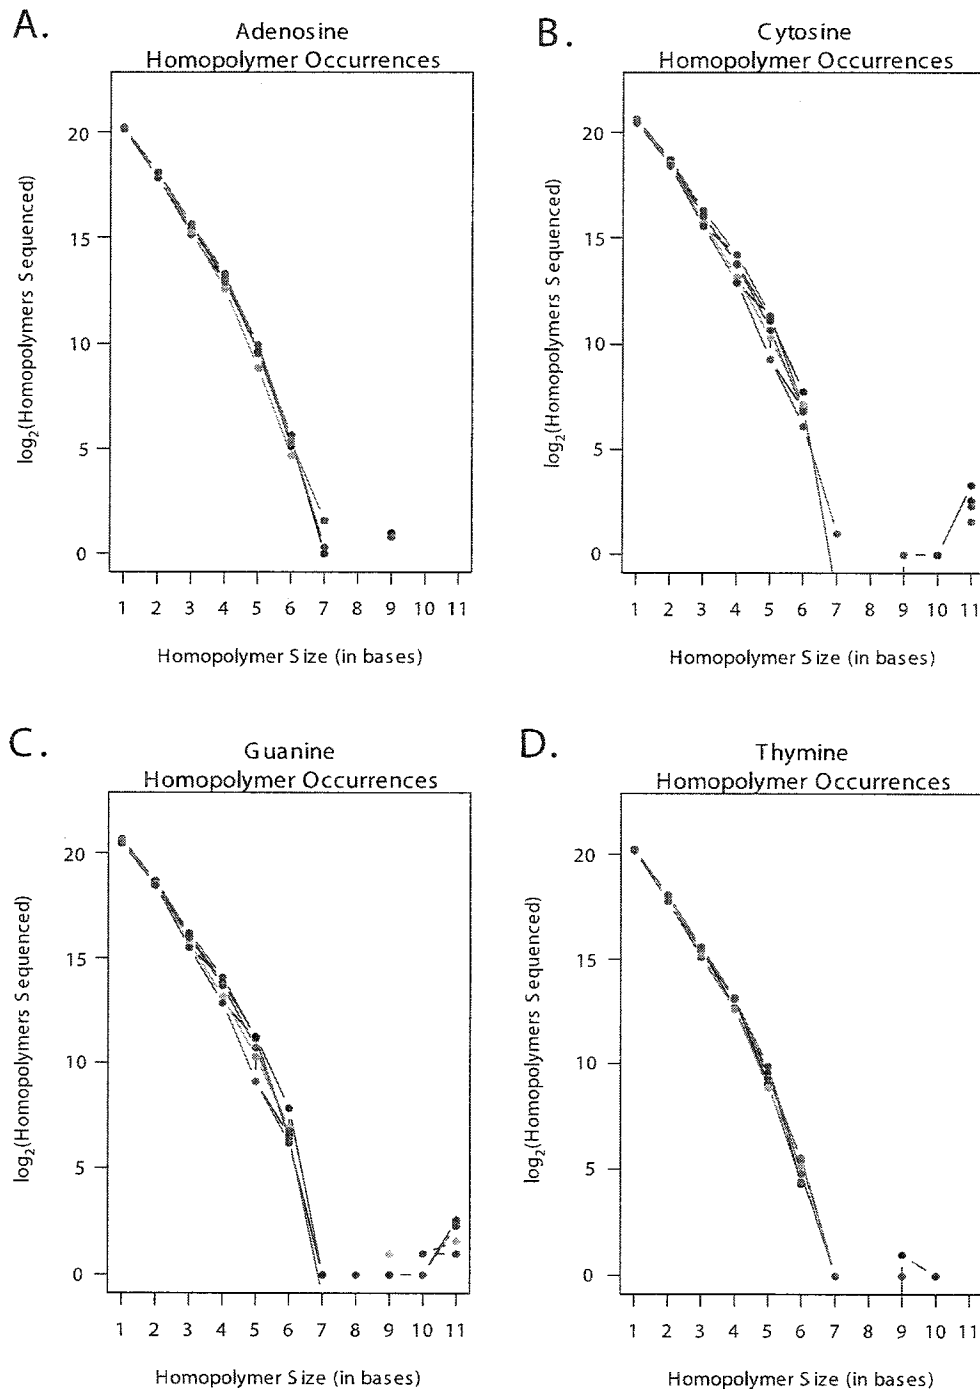 A.
Adenosine
Homopolymer Occurrences
log2(Homopolymers Sequenced)
20
15
10
5
0
1 2 3 4 5 6 7 8 9 10 11
Homopolymer Size (in bases)
B.
Cytosine
Homopolymer Occurrences
log2(Homopolymers Sequenced)
20
15
10
5
0
1 2 3 4 5 6 7 8 9 10 11
Homopolymer Size (in bases)
C.
Guanine
Homopolymer Occurrences
log2(Homopolymers Sequenced)
20
15
10
5
0
1 2 3 4 5 6 7 8 9 10 11
Homopolymer Size (in bases)
D.
Thymine
Homopolymer Occurrences
log2(Homopolymers Sequenced)
20
15
10
5
0
1 2 3 4 5 6 7 8 9 10 11
Homopolymer Size (in bases)